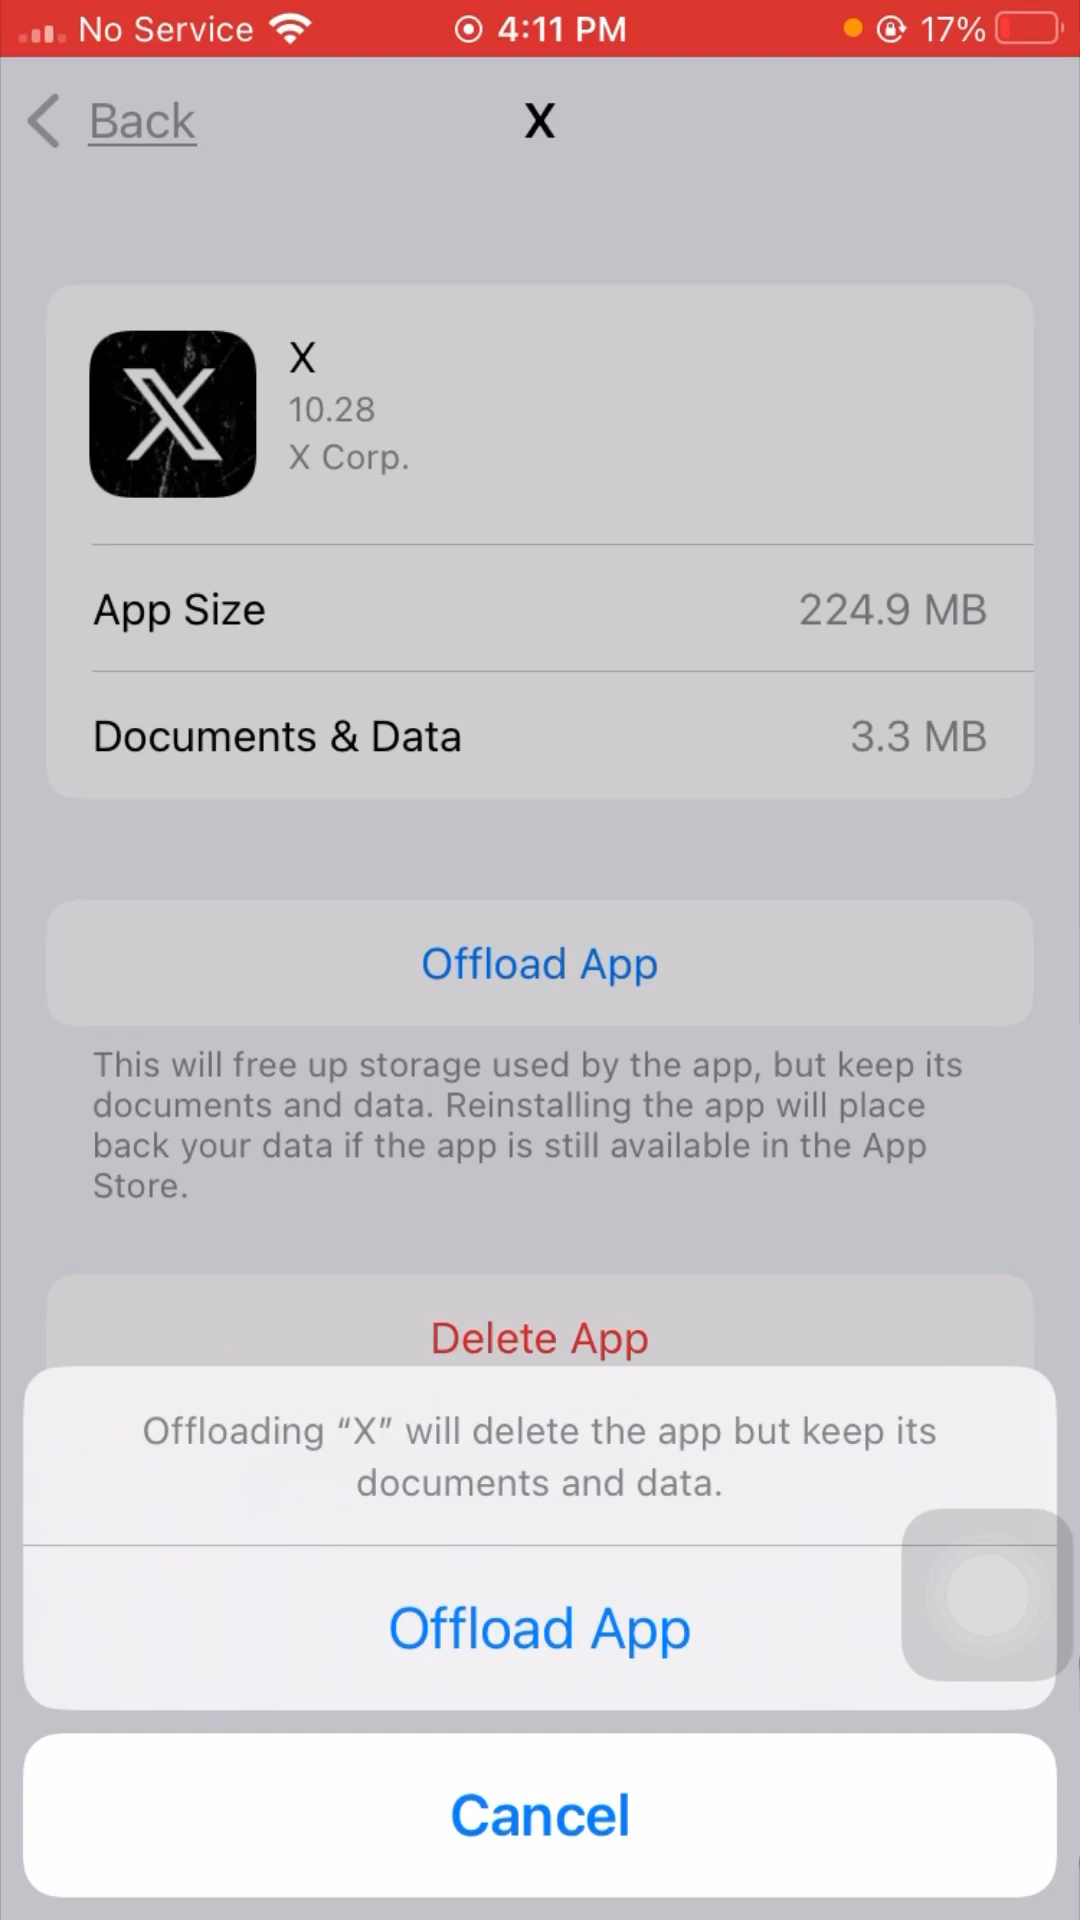 No Service 4:11 PM 17%
Back X
X
10.28
X Corp.
App Size 224.9 MB
Documents & Data 3.3 MB
Offload App
This will free up storage used by the app, but keep its
documents and data. Reinstalling the app will place
back your data if the app is still available in the App
Store.
Delete App
Offloading “X” will delete the app but keep its
documents and data.
Offload App
Cancel